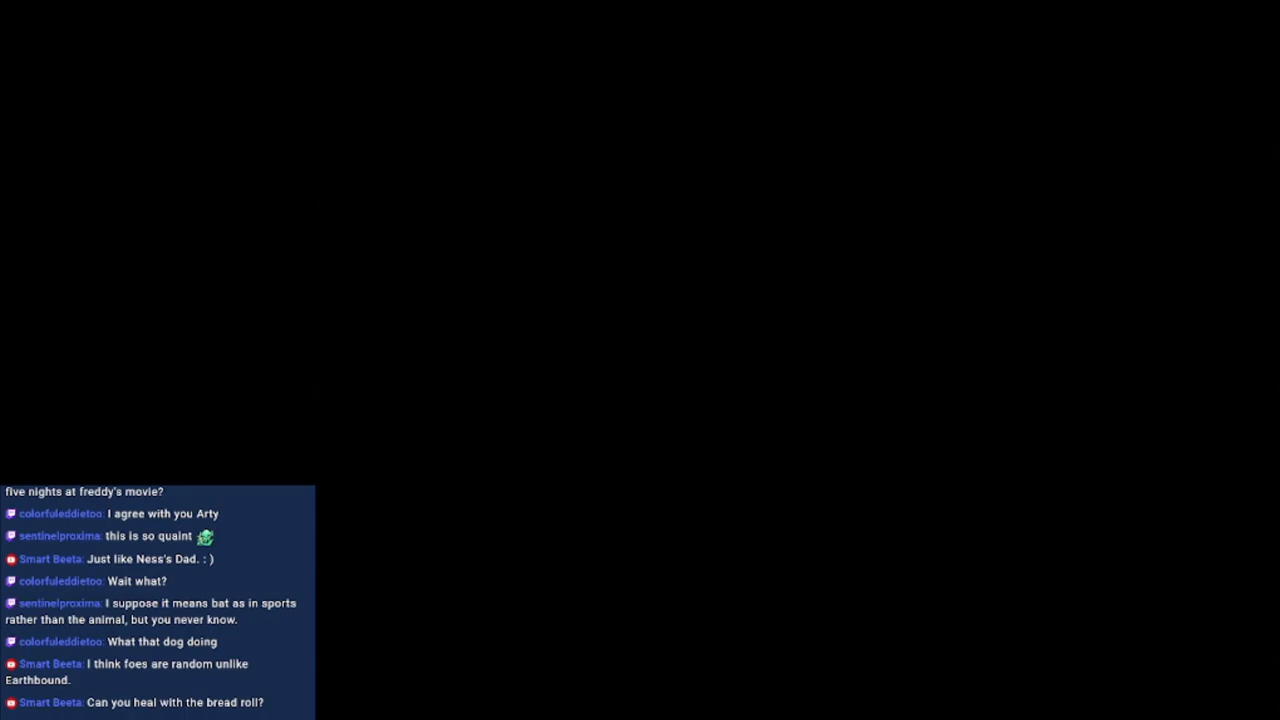 five nights at freddy's movie?
colorfuleddietoo: I agree with you Arty
sentinelproxima: this is so quaint
Smart Beeta: Just like Ness's Dad. : )
colorfuleddietoo: Wait what?
sentinelproxima: I suppose it means bat as in sports
rather than the animal, but you never know.
colorfuleddietoo: What that dog doing
Smart Beeta: I think foes are random unlike
Earthbound.
Smart Beeta: Can you heal with the bread roll?